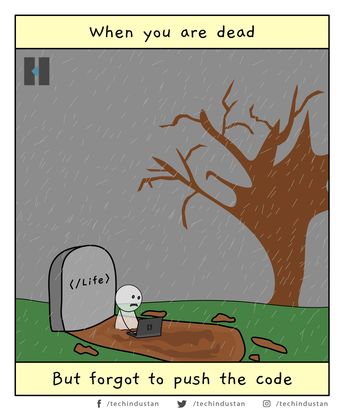 When you are dead
</Life>
But forgot to push the code
/techindustan /techindustan /techindustan